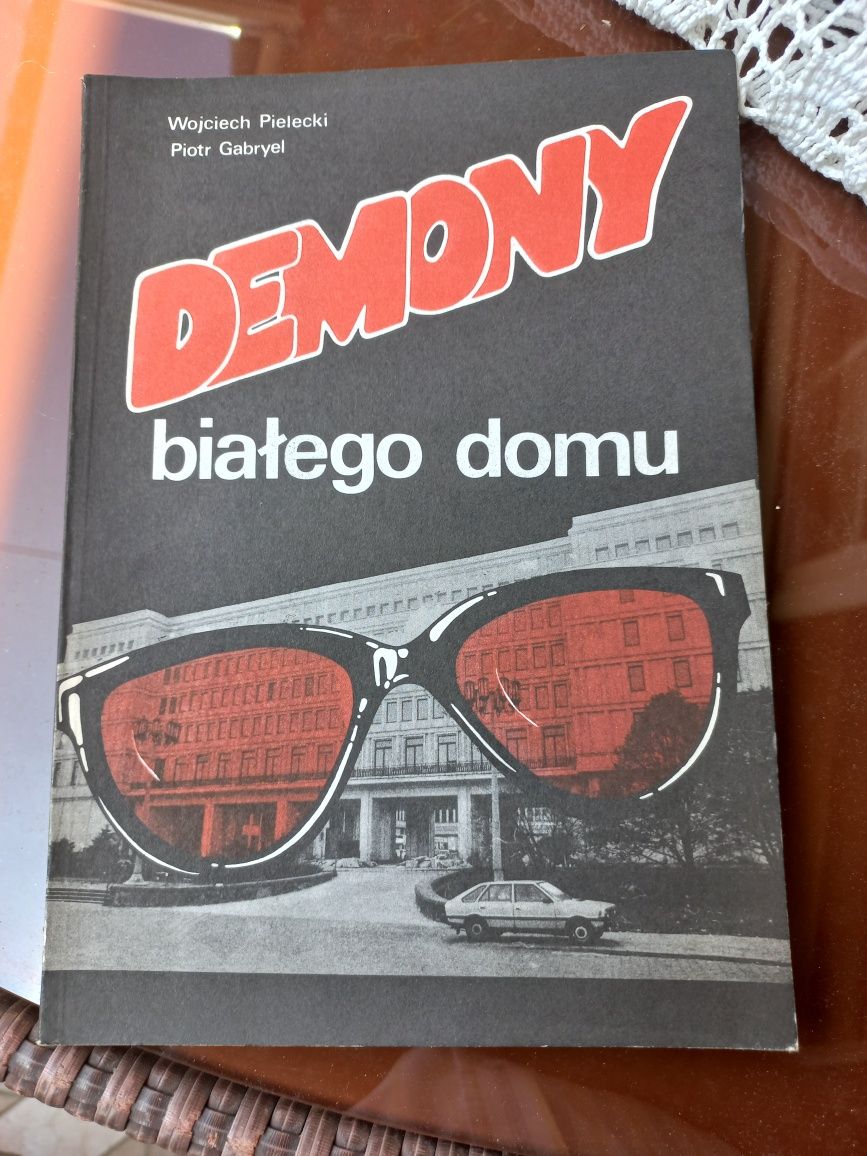 Wojciech Pielecki
Piotr Gabryel
DEMONY
białego domu